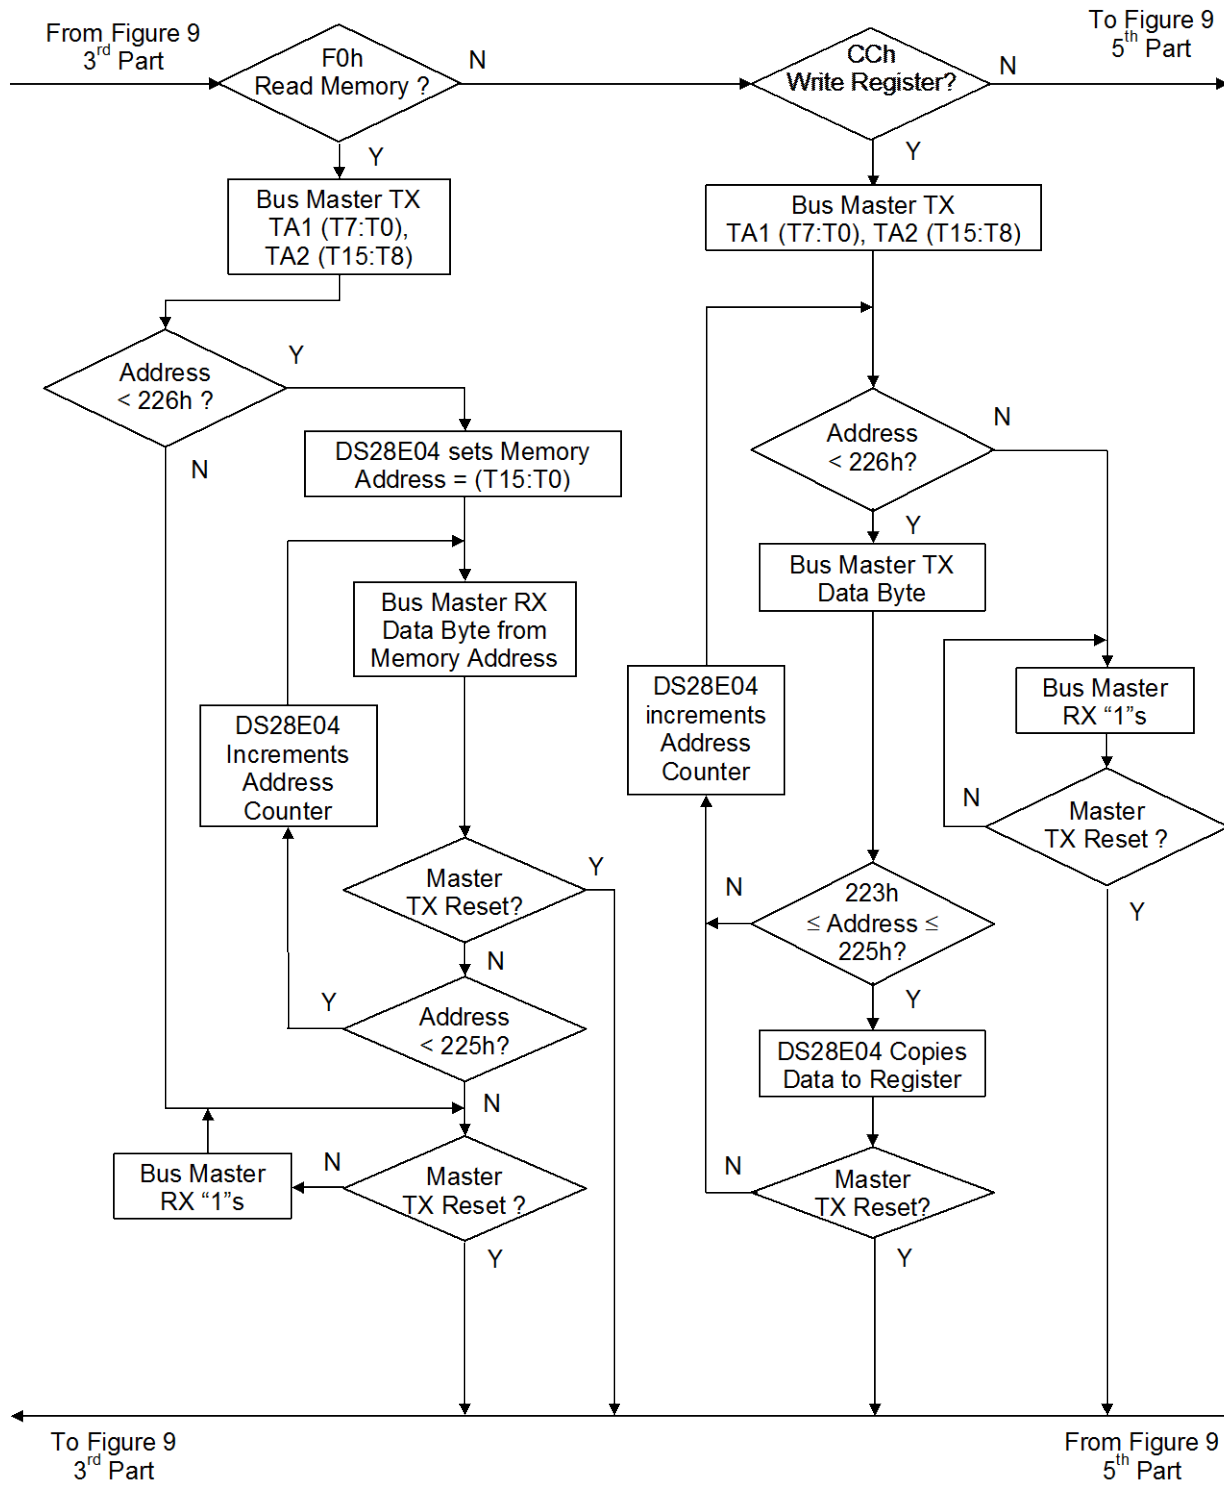 From Figure 9
3rd Part
F0h
Read Memory ?
N
Y
CCh
Write Register?
N
Y
To Figure 9
5th Part
Bus Master TX
TA1 (T7:T0),
TA2 (T15:T8)
Bus Master TX
TA1 (T7:T0), TA2 (T15:T8)
Address
< 226h ?
Y
N
DS28E04 sets Memory
Address = (T15:T0)
Bus Master RX
Data Byte from
Memory Address
DS28E04
Increments
Address
Counter
Master
TX Reset?
Y
N
Address
< 225h?
Y
N
Bus Master
RX “1”s
N
Master
TX Reset ?
Y
Address
< 226h?
N
Y
Bus Master TX
Data Byte
DS28E04
increments
Address
Counter
Bus Master
RX “1”s
N
Master
TX Reset ?
Y
N
223h
≤ Address ≤
225h?
Y
DS28E04 Copies
Data to Register
N
Master
TX Reset?
Y
To Figure 9
3rd Part
From Figure 9
5th Part